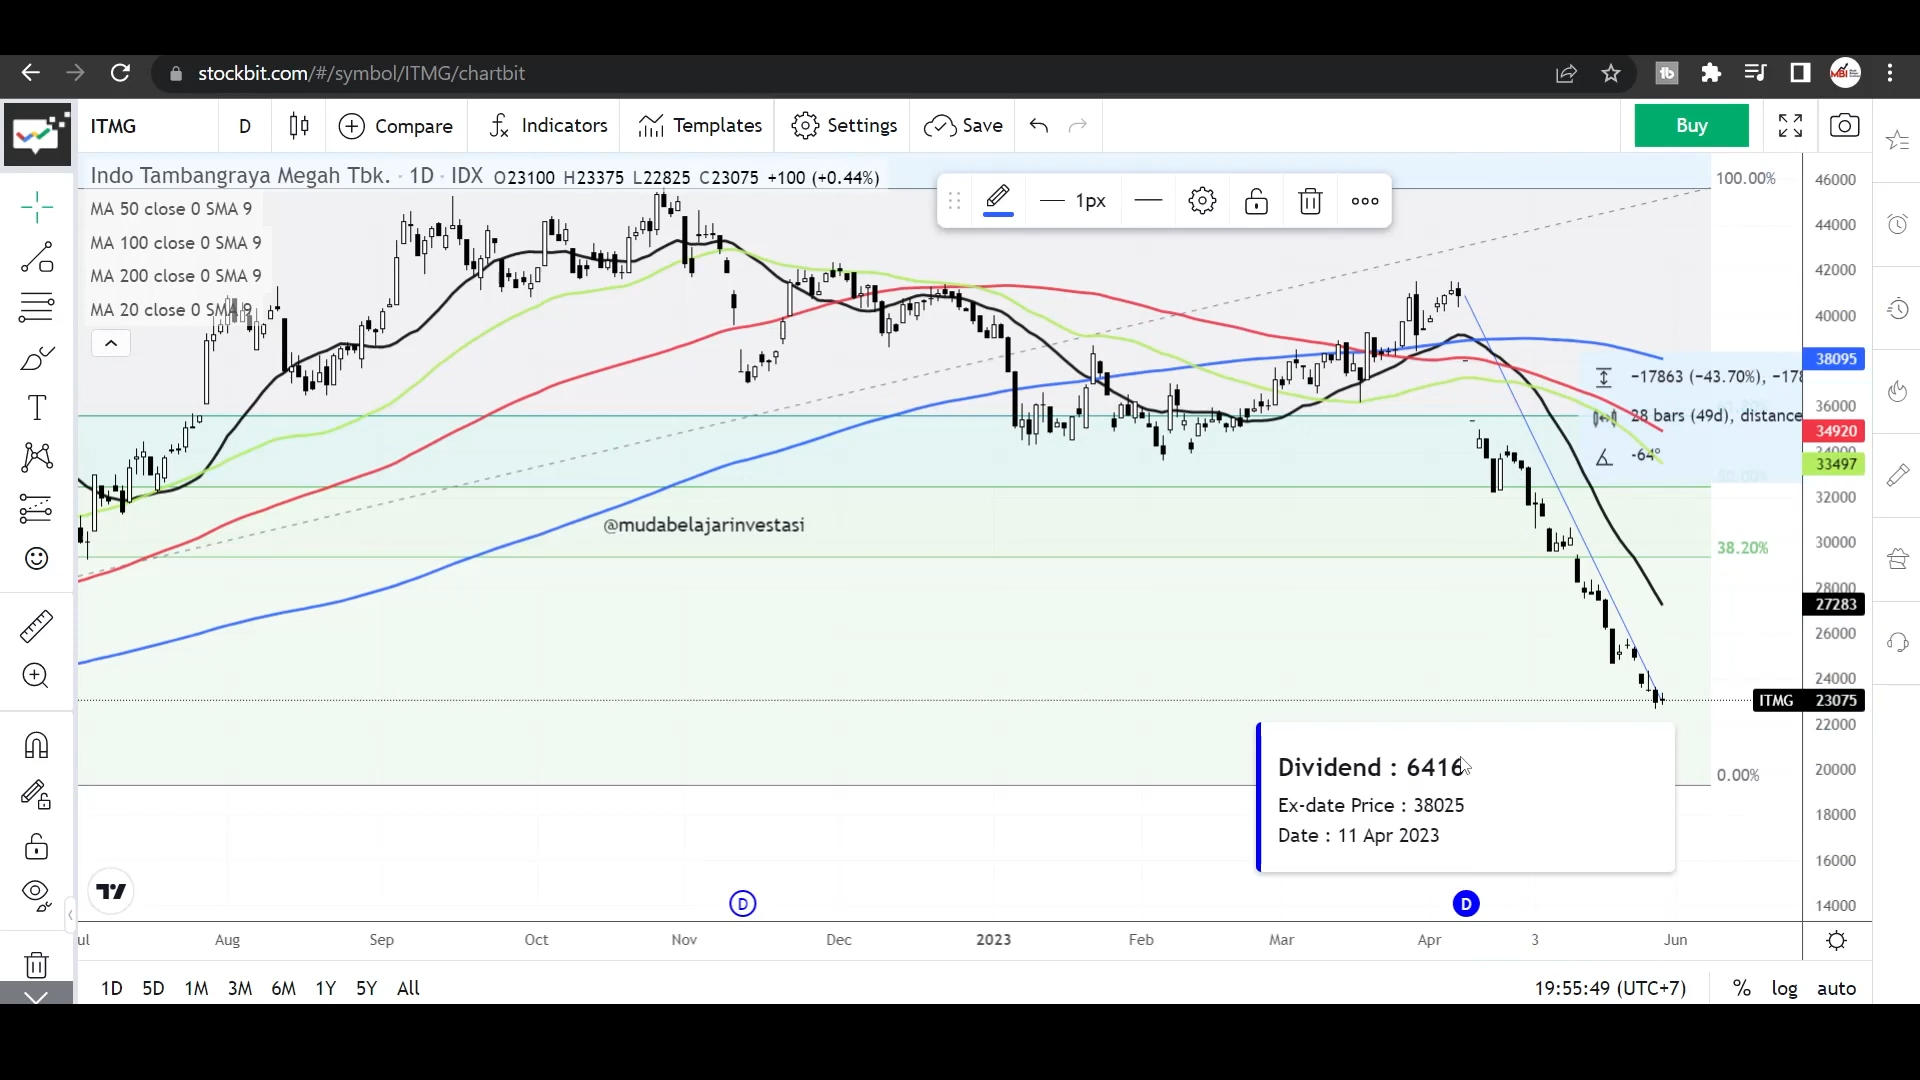 stockbit.com/#/symbol/ITMG/chartbit
ITMG
D
Compare
Indicators
Templates
Settings
Save
Buy
Indo Tambangraya Megah Tbk. · 1D · IDX O23100 H23375 L22825 C23075 +100 (+0.44%)
MA 50 close 0 SMA 9
MA 100 close 0 SMA 9
MA 200 close 0 SMA 9
MA 20 close 0 SMA 9
1px
100.00%
46000
44000
42000
40000
38095
−17863 (−43.70%), −178
36000
28 bars (49d), distance
34920
-64°
33497
32000
@mudabelajarinvestasi
30000
38.20%
28000
27283
26000
24000
ITMG 23075
22000
Dividend : 6416
Ex-date Price : 38025
Date : 11 Apr 2023
20000
0.00%
18000
16000
14000
D
D
ul
Aug
Sep
Oct
Nov
Dec
2023
Feb
Mar
Apr
3
Jun
1D 5D 1M 3M 6M 1Y 5Y All
19:55:49 (UTC+7)
% log auto